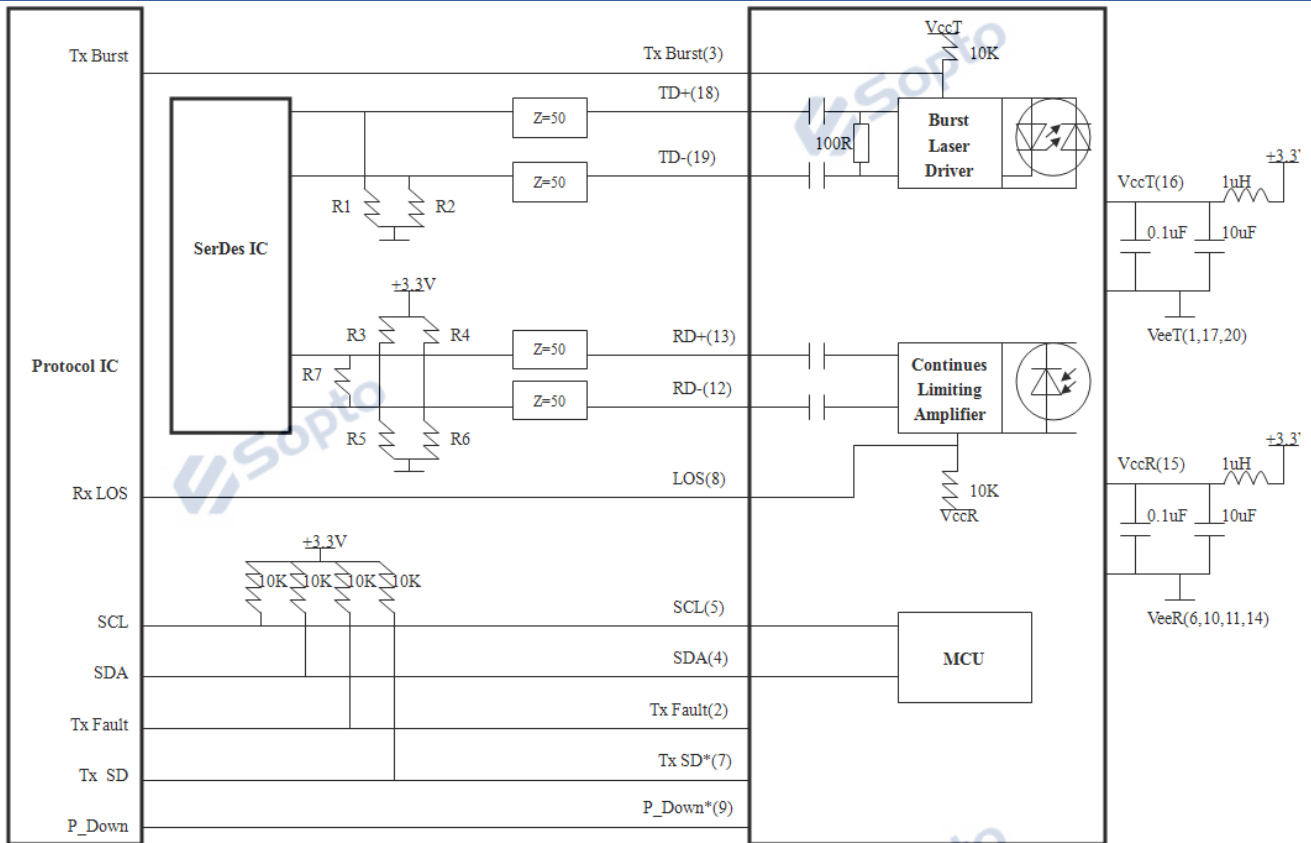 VccT
Tx Burst
Tx Burst(3)
10K
Sopto
TD+(18)
Z=50
100R
Burst
Laser
Driver
TD-(19)
Z=50
+3.3V
VccT(16)
1uH
R1
R2
0.1uF
10uF
SerDes IC
+3.3V
R3
R4
RD+(13)
Z=50
VeeT(1,17,20)
Protocol IC
R7
RD-(12)
Z=50
Continues
Limiting
Amplifier
Sopto
R5
R6
+3.3V
VccR(15)
1uH
Rx LOS
LOS(8)
10K
VccR
0.1uF
10uF
+3.3V
10K
10K
10K
10K
SCL
SCL(5)
VeeR(6,10,11,14)
SDA
SDA(4)
MCU
Tx Fault
Tx Fault(2)
Tx SD
Tx SD*(7)
P_Down
P_Down*(9)